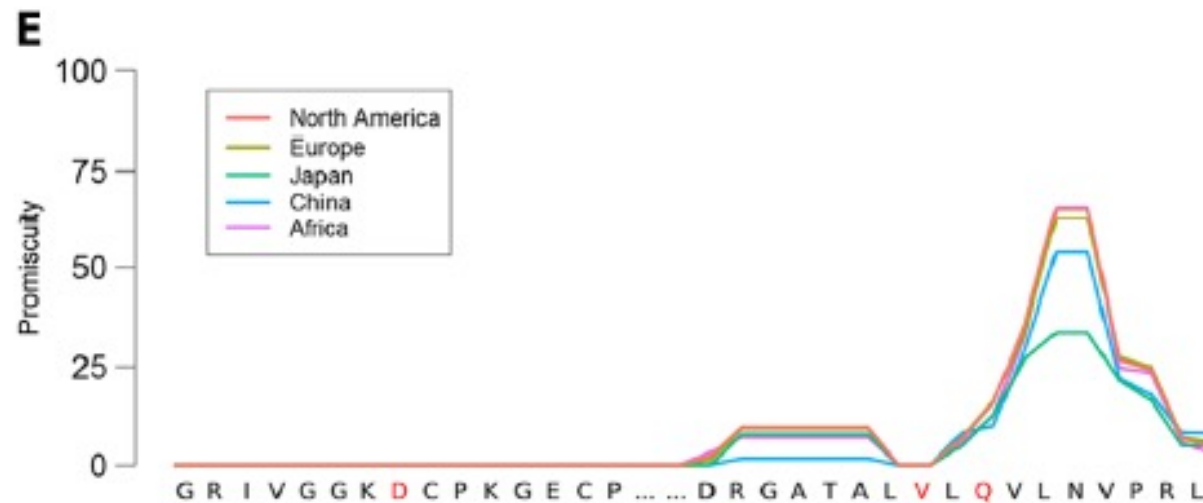 E
100
75
50
25
0
Promiscuity
North America
Europe
Japan
China
Africa
G R I V G G K D C P K G E C P ... ... D R G A T A L V L Q V L N V P R